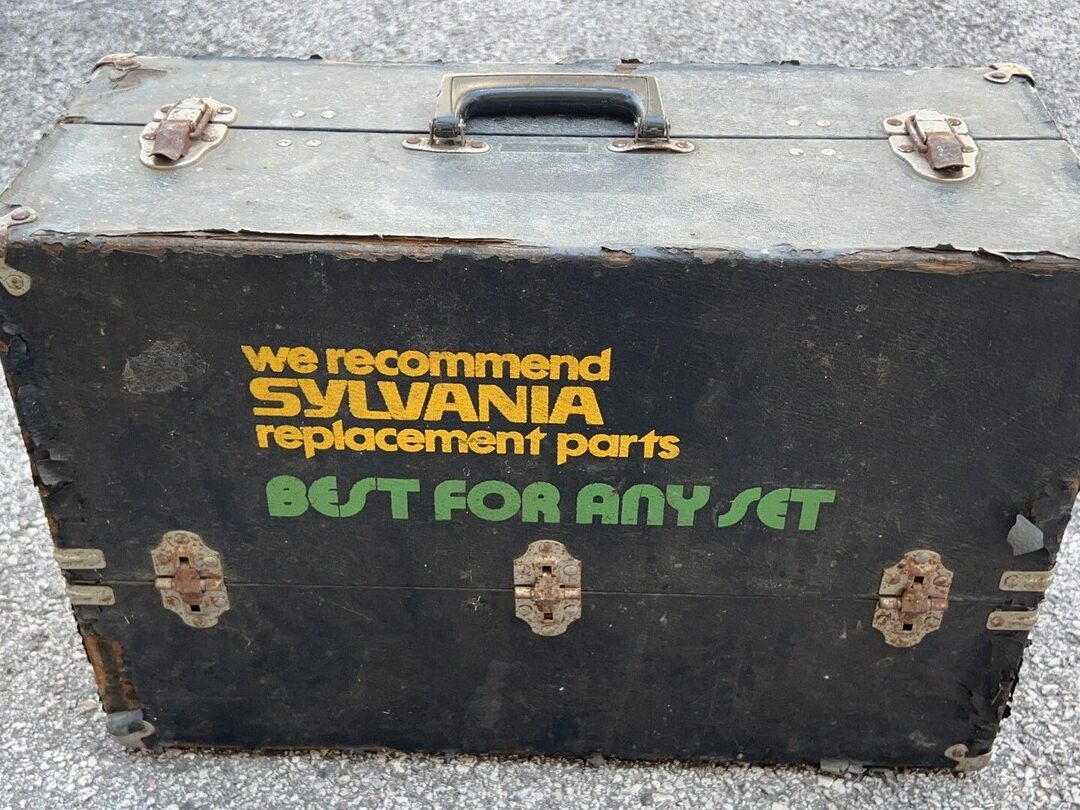 we recommend
SYLVANIA
replacement parts
BEST FOR ANY SET